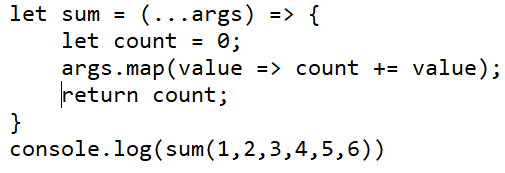 let sum = (...args) => {
    let count = 0;
    args.map(value => count += value);
    return count;
}
console.log(sum(1,2,3,4,5,6))